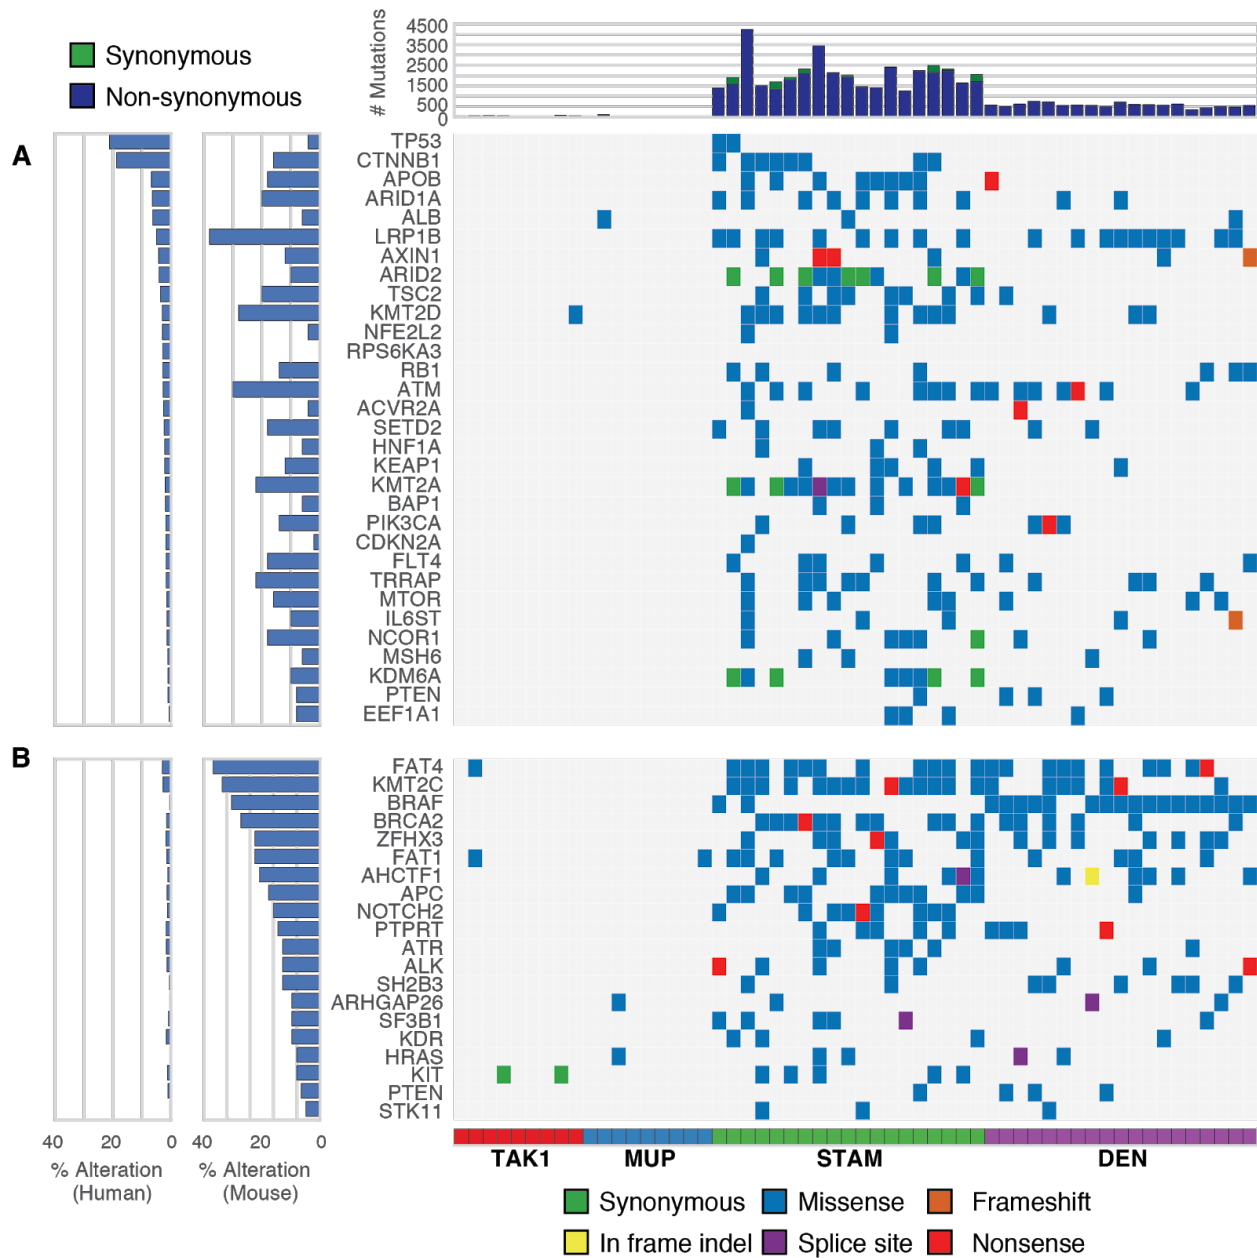 Synonymous
Non-synonymous
# Mutations
4500
3500
2500
1500
500
0
A
TP53
CTNNB1
APOB
ARID1A
ALB
LRP1B
AXIN1
ARID2
TSC2
KMT2D
NFE2L2
RPS6KA3
RB1
ATM
ACVR2A
SETD2
HNF1A
KEAP1
KMT2A
BAP1
PIK3CA
CDKN2A
FLT4
TRRAP
MTOR
IL6ST
NCOR1
MSH6
KDM6A
PTEN
EEF1A1
B
FAT4
KMT2C
BRAF
BRCA2
ZFHX3
FAT1
AHCTF1
APC
NOTCH2
PTPRT
ATR
ALK
SH2B3
ARHGAP26
SF3B1
KDR
HRAS
KIT
PTEN
STK11
40 20 0 40 20 0
% Alteration
(Human)
% Alteration
(Mouse)
TAK1 MUP STAM DEN
Synonymous Missense Frameshift
In frame indel Splice site Nonsense